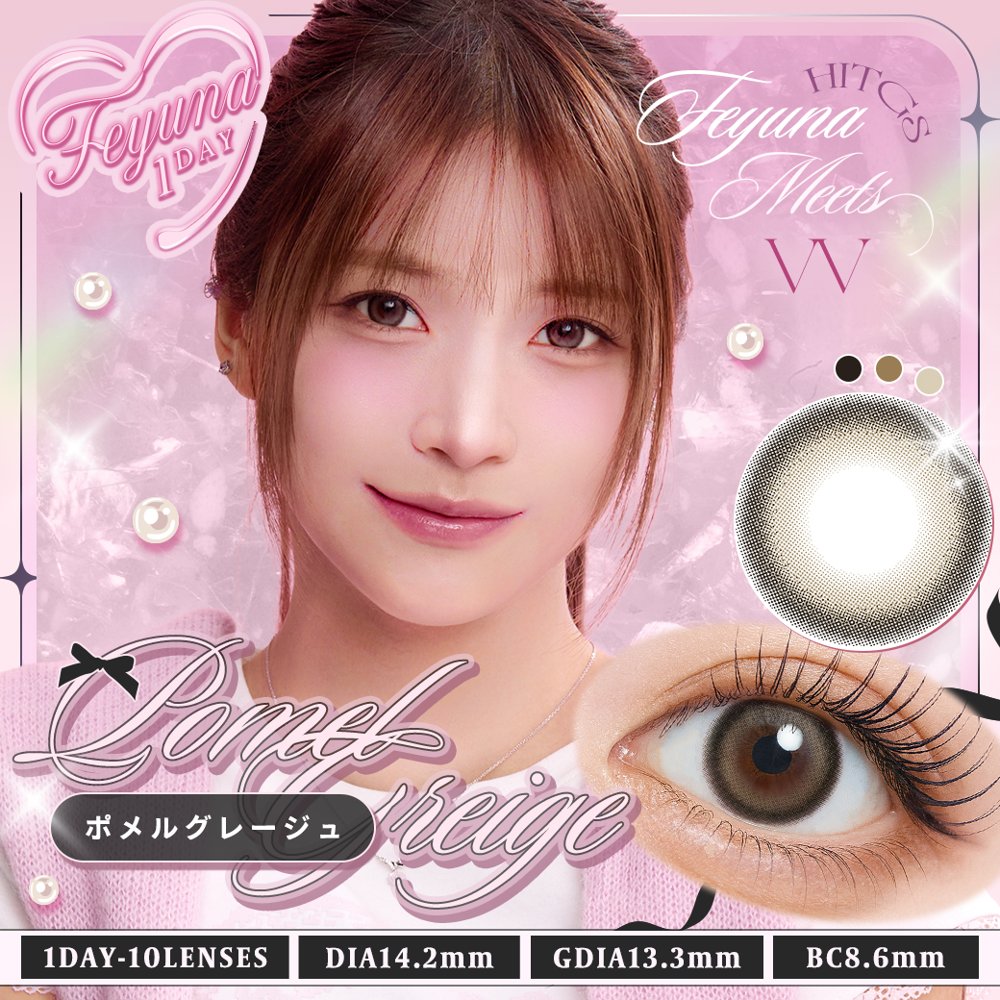 Feyuna
1DAY
HITGS
Feyuna
Meets
W
Pomel
Greige
ポメルグレージュ
1DAY-10LENSES
DIA14.2mm
GDIA13.3mm
BC8.6mm